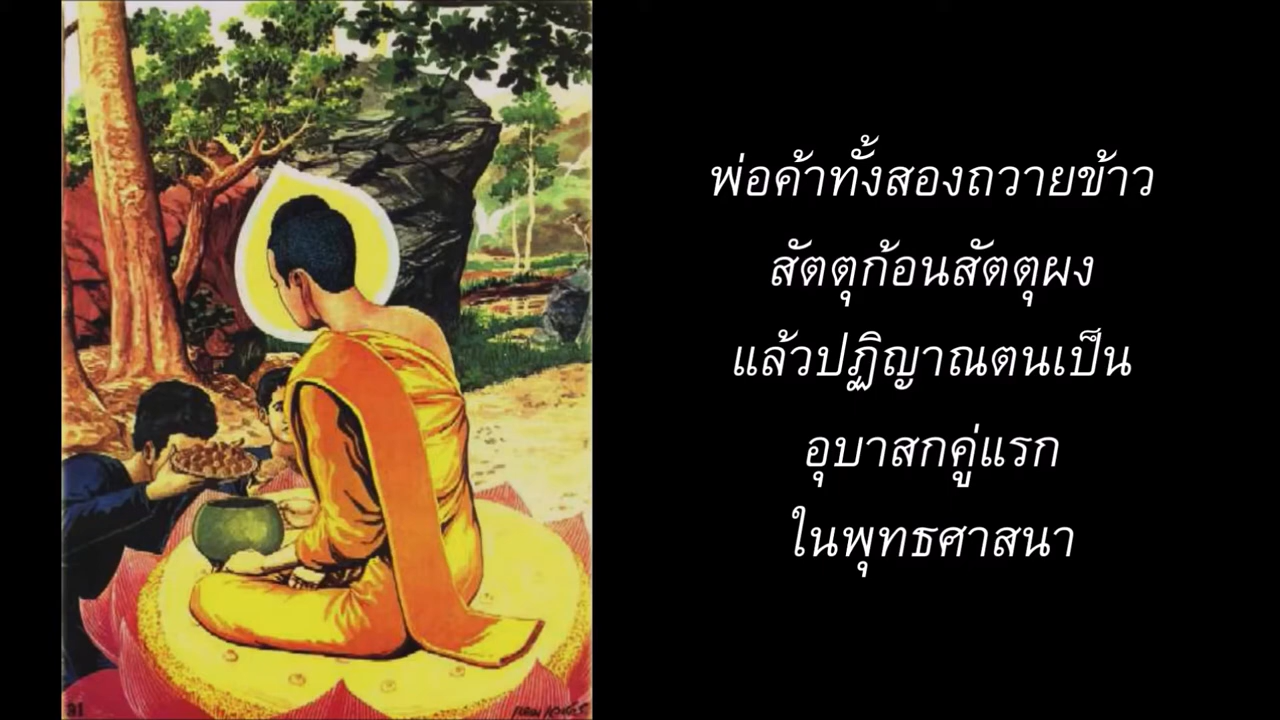 พ่อค้าทั้งสองถวายข้าว
สัตตุก้อนสัตตุผง
แล้วปฏิญาณตนเป็น
อุบาสกคู่แรก
ในพุทธศาสนา